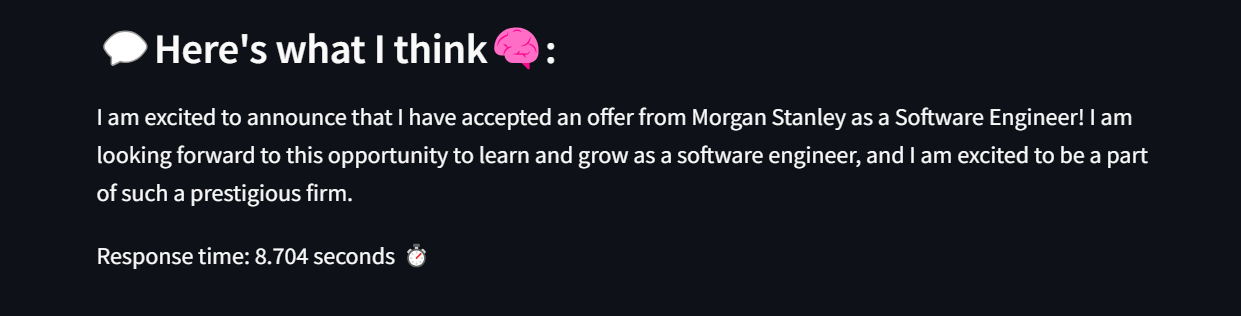 💬Here's what I think🧠:
I am excited to announce that I have accepted an offer from Morgan Stanley as a Software Engineer! I am
looking forward to this opportunity to learn and grow as a software engineer, and I am excited to be a part
of such a prestigious firm.
Response time: 8.704 seconds ⏱️